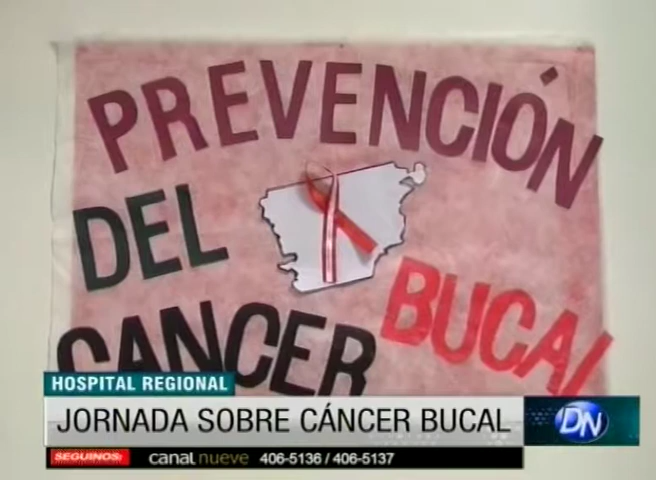 PREVENCIÓN
DEL
CANCER
BUCAL
HOSPITAL REGIONAL
JORNADA SOBRE CÁNCER BUCAL
DN
SEGUINOS: canal nueve 406-5136 / 406-5137